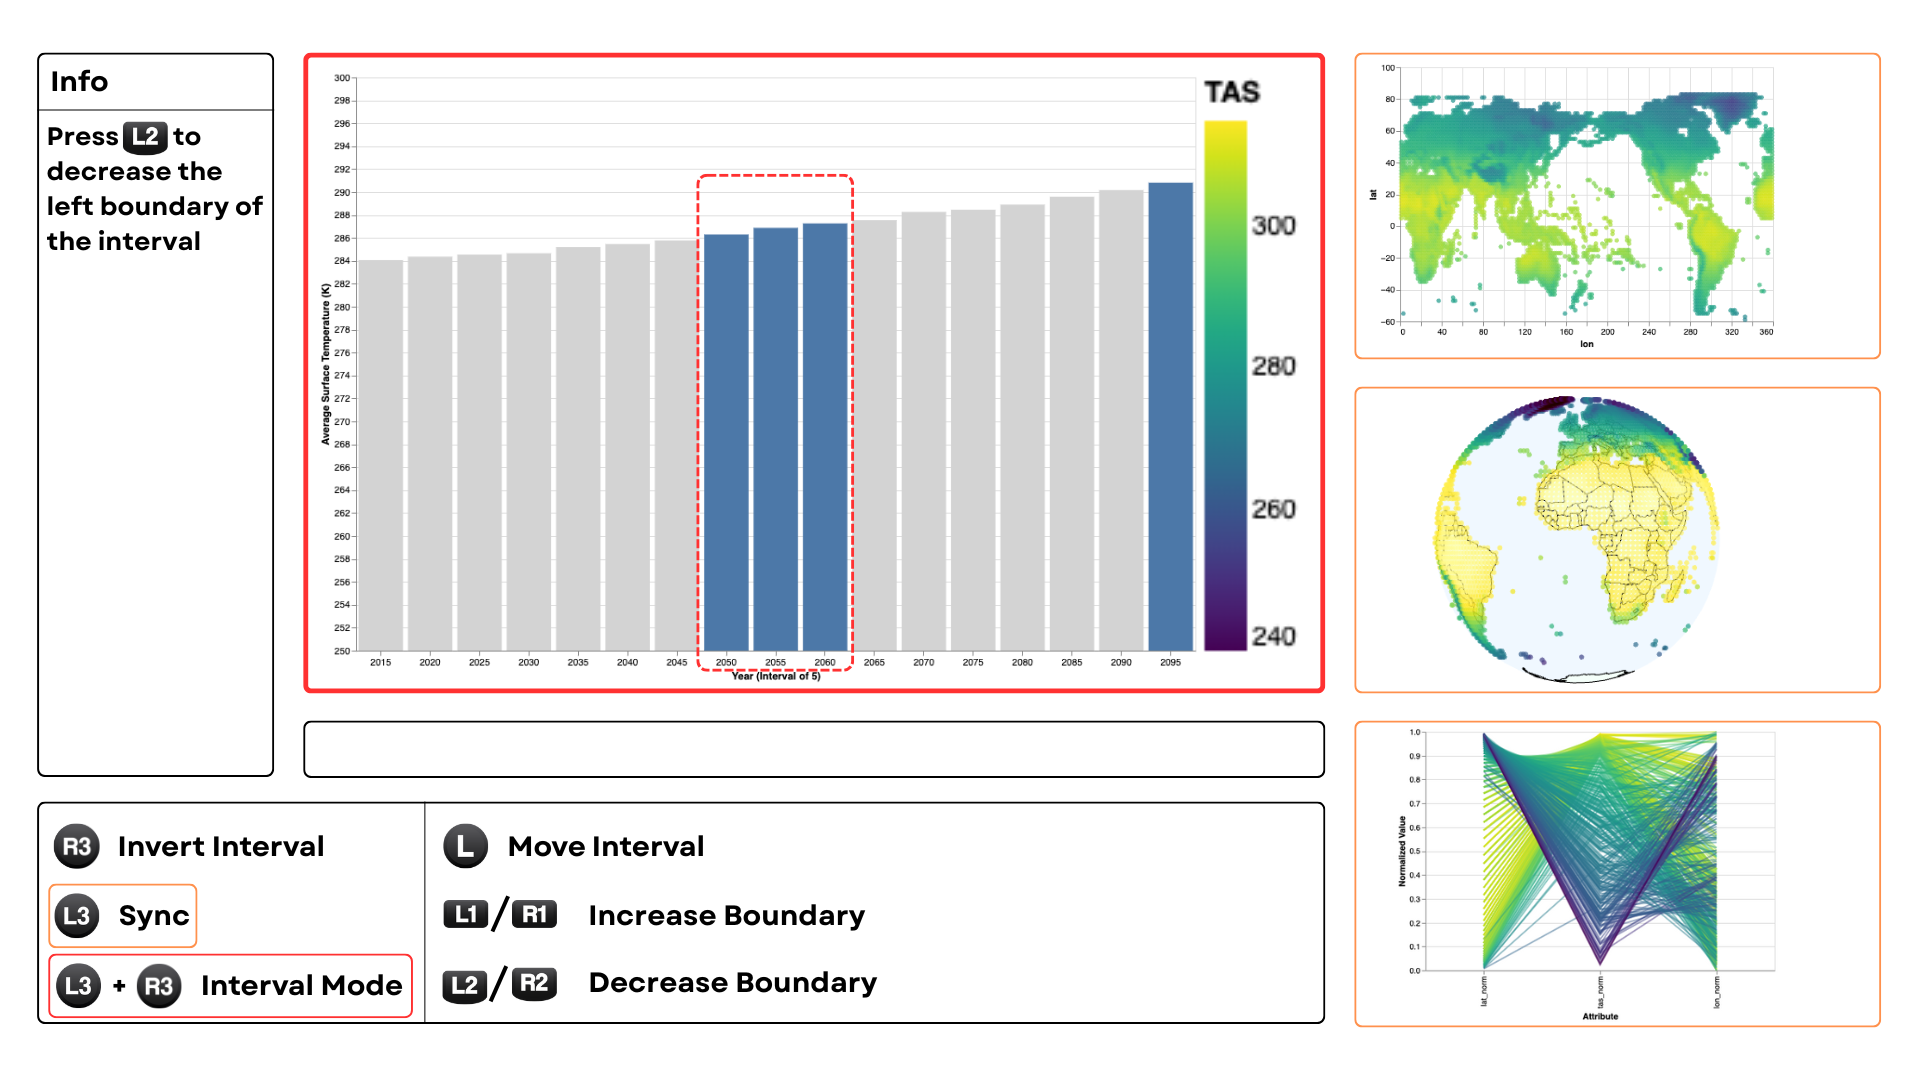 Info
Press L2 to
decrease the
left boundary of
the interval
300
298
296
294
292
290
288
286
284
282
280
278
276
274
272
270
268
266
264
262
260
258
256
254
252
250
Average Surface Temperature (K)
2015 2020 2025 2030 2035 2040 2045 2050 2055 2060 2065 2070 2075 2080 2085 2090 2095
Year (Interval of 5)
TAS
300
280
260
240
100
80
60
40
20
0
−20
−40
−60
lat
0 40 80 120 160 200 240 280 320 360
lon
1.0
0.9
0.8
0.7
0.6
0.5
0.4
0.3
0.2
0.1
0.0
Normalized Value
lat_norm
tas_norm
lon_norm
Attribute
R3 Invert Interval
L3 Sync
L3 + R3 Interval Mode
L Move Interval
L1 / R1 Increase Boundary
L2 / R2 Decrease Boundary